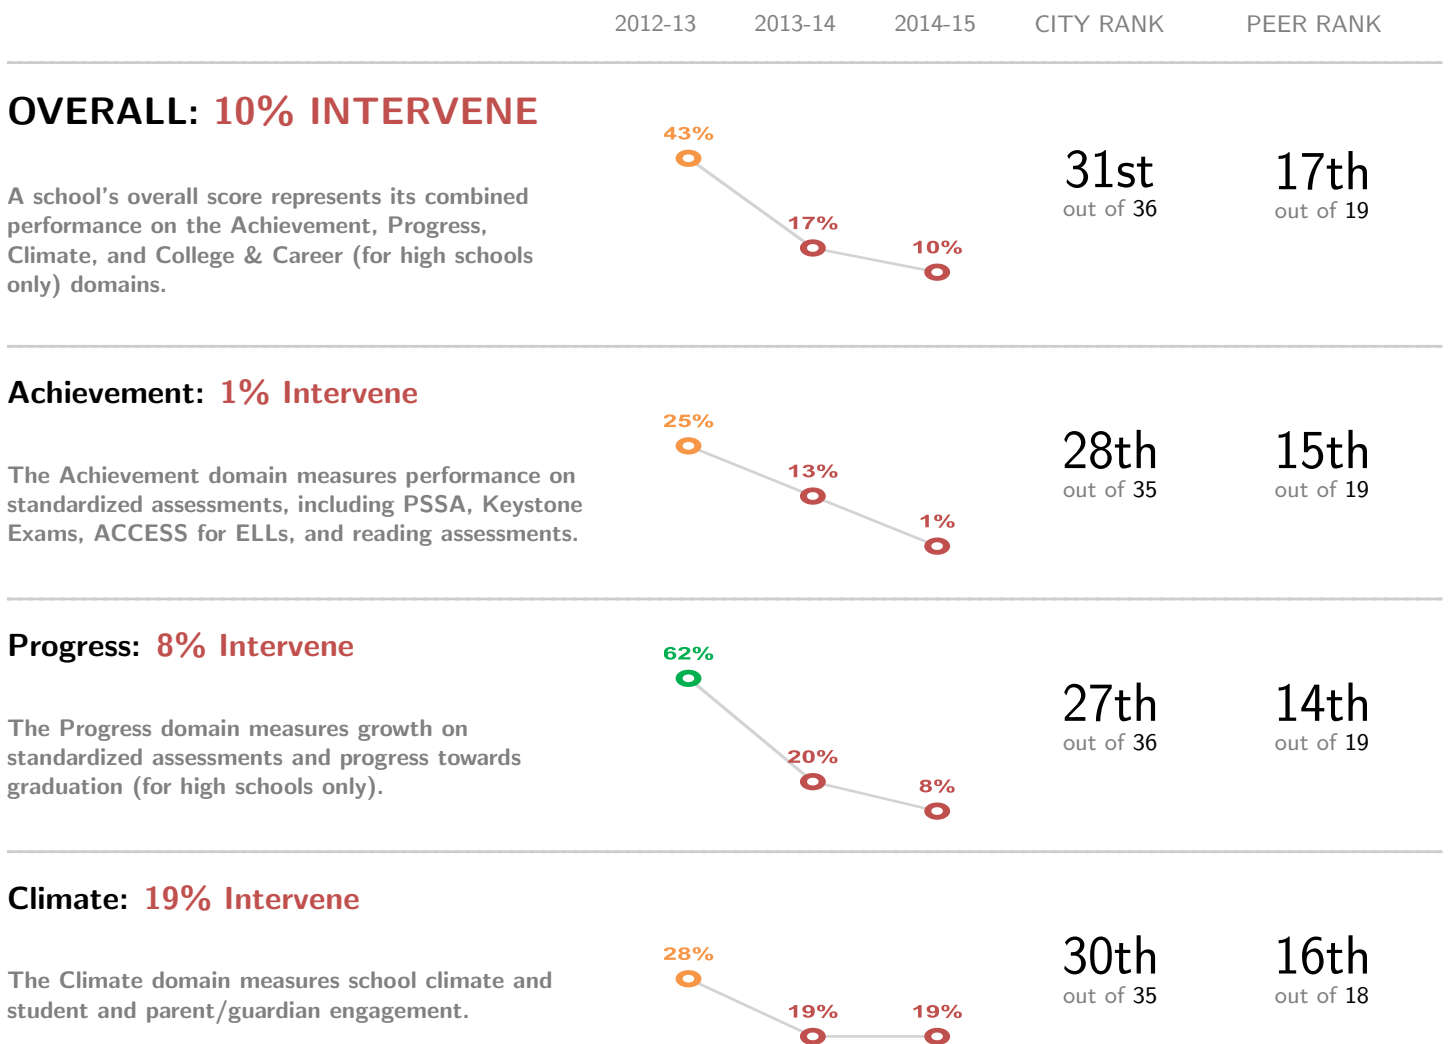 2012-13 2013-14 2014-15 CITY RANK PEER RANK
OVERALL: 10% INTERVENE
A school's overall score represents its combined
performance on the Achievement, Progress,
Climate, and College & Career (for high schools
only) domains.
43%
17%
10%
31st
out of 36
17th
out of 19
Achievement: 1% Intervene
The Achievement domain measures performance on
standardized assessments, including PSSA, Keystone
Exams, ACCESS for ELLs, and reading assessments.
25%
13%
1%
28th
out of 35
15th
out of 19
Progress: 8% Intervene
The Progress domain measures growth on
standardized assessments and progress towards
graduation (for high schools only).
62%
20%
8%
27th
out of 36
14th
out of 19
Climate: 19% Intervene
The Climate domain measures school climate and
student and parent/guardian engagement.
28%
19%
19%
30th
out of 35
16th
out of 18